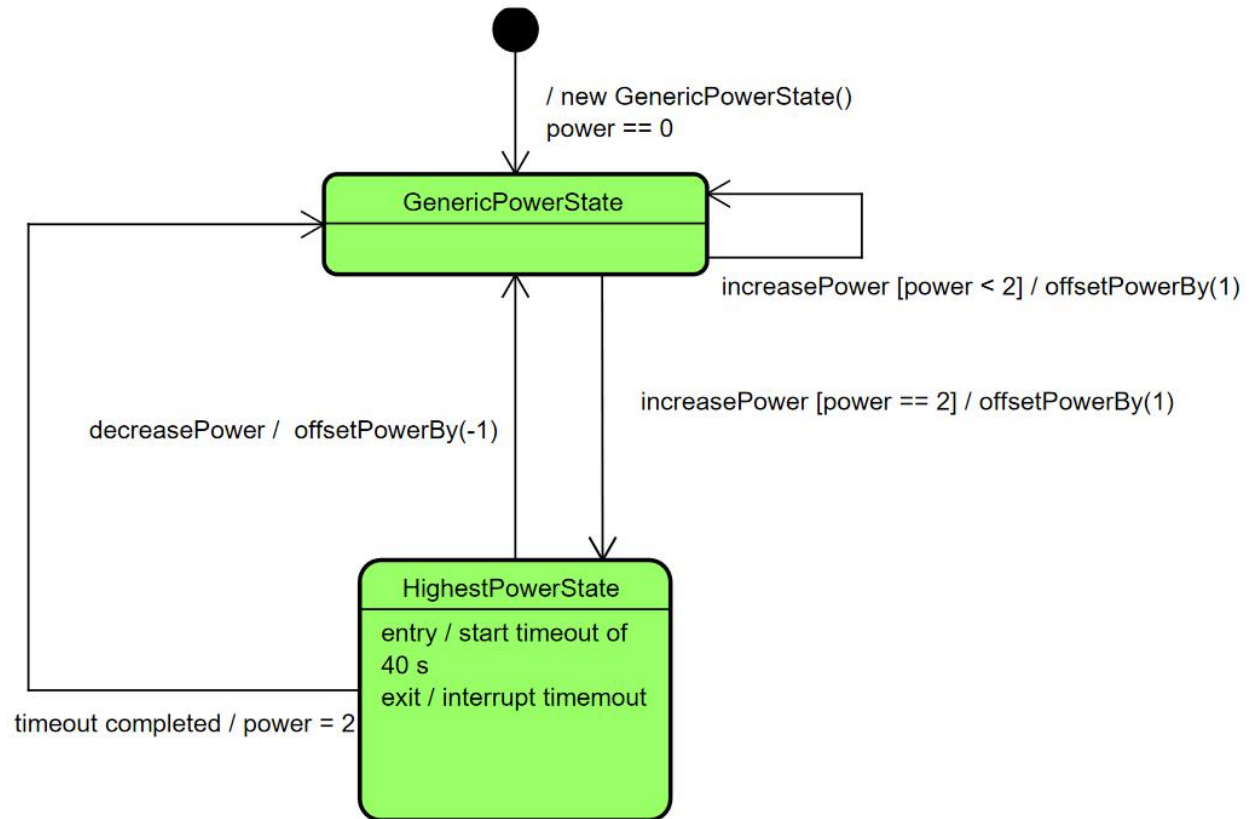 / new GenericPowerState()
power == 0
GenericPowerState
increasePower [power < 2] / offsetPowerBy(1)
increasePower [power == 2] / offsetPowerBy(1)
decreasePower /  offsetPowerBy(-1)
HighestPowerState
entry / start timeout of
40 s
exit / interrupt timemout
timeout completed / power = 2